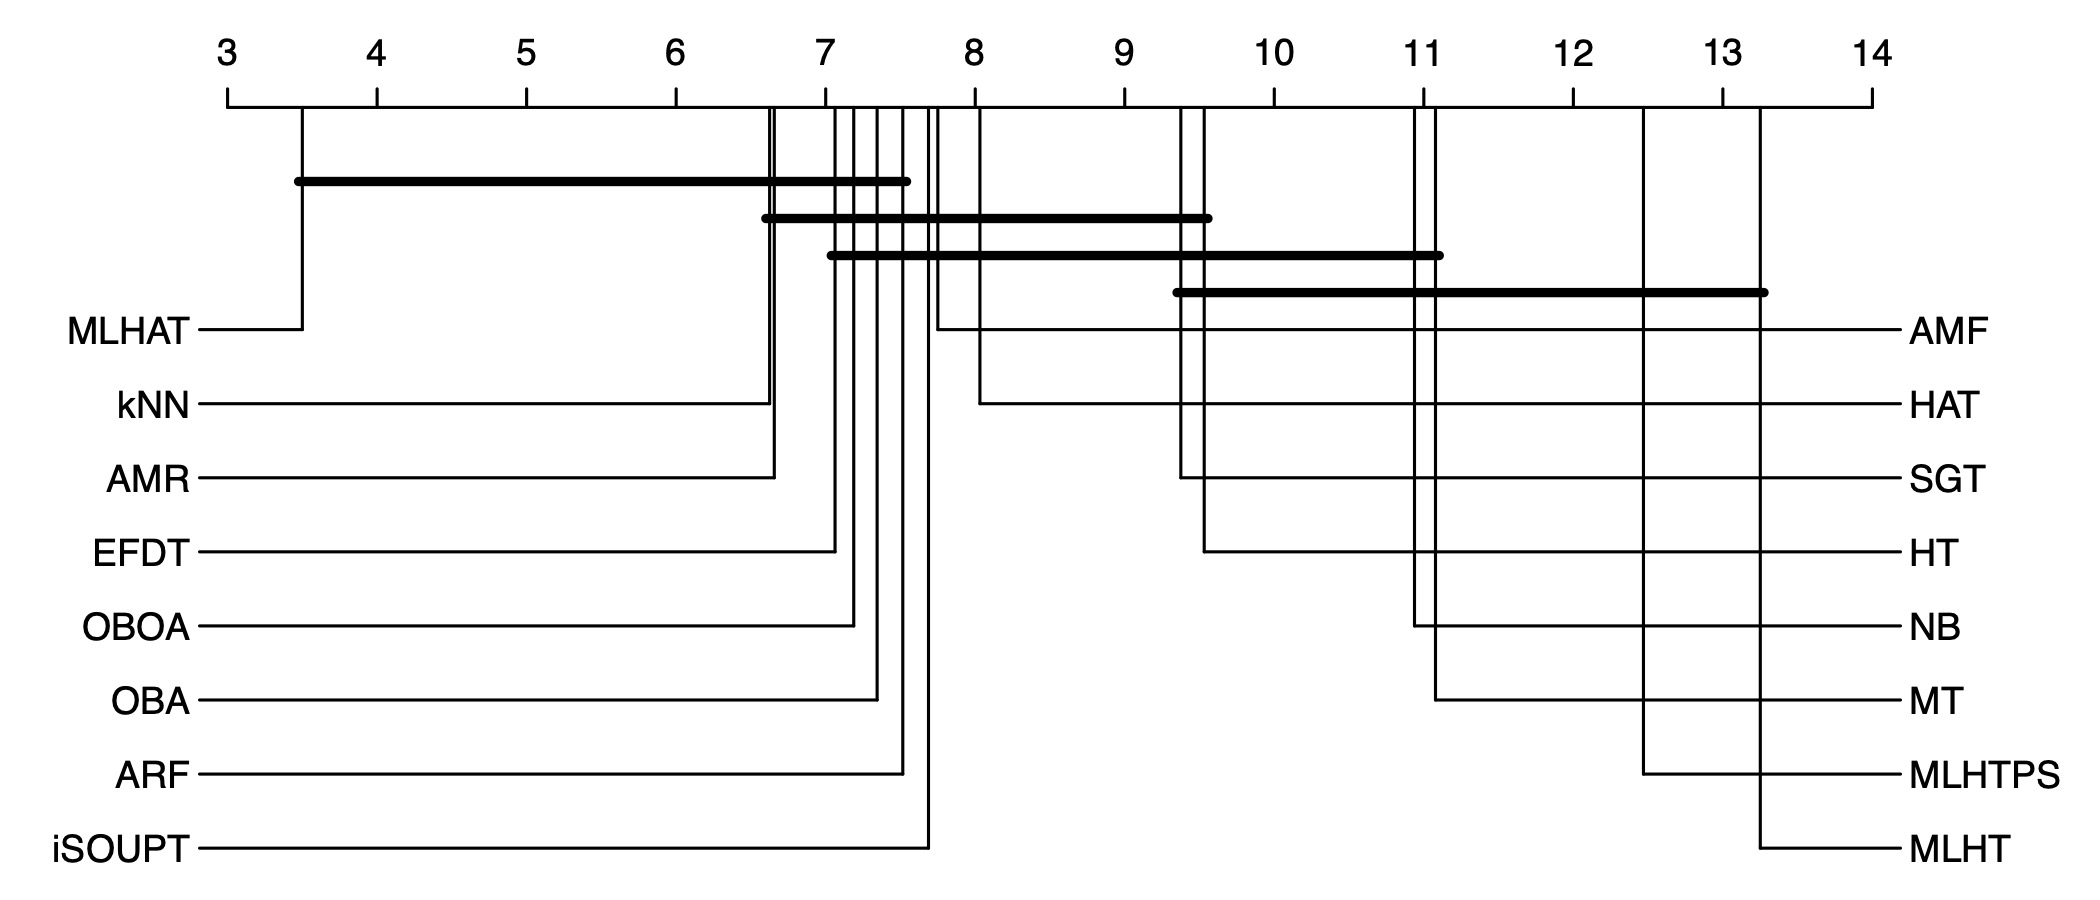 3 4 5 6 7 8 9 10 11 12 13 14
MLHAT AMF
kNN HAT
AMR SGT
EFDT HT
OBOA NB
OBA MT
ARF MLHTPS
iSOUPT MLHT